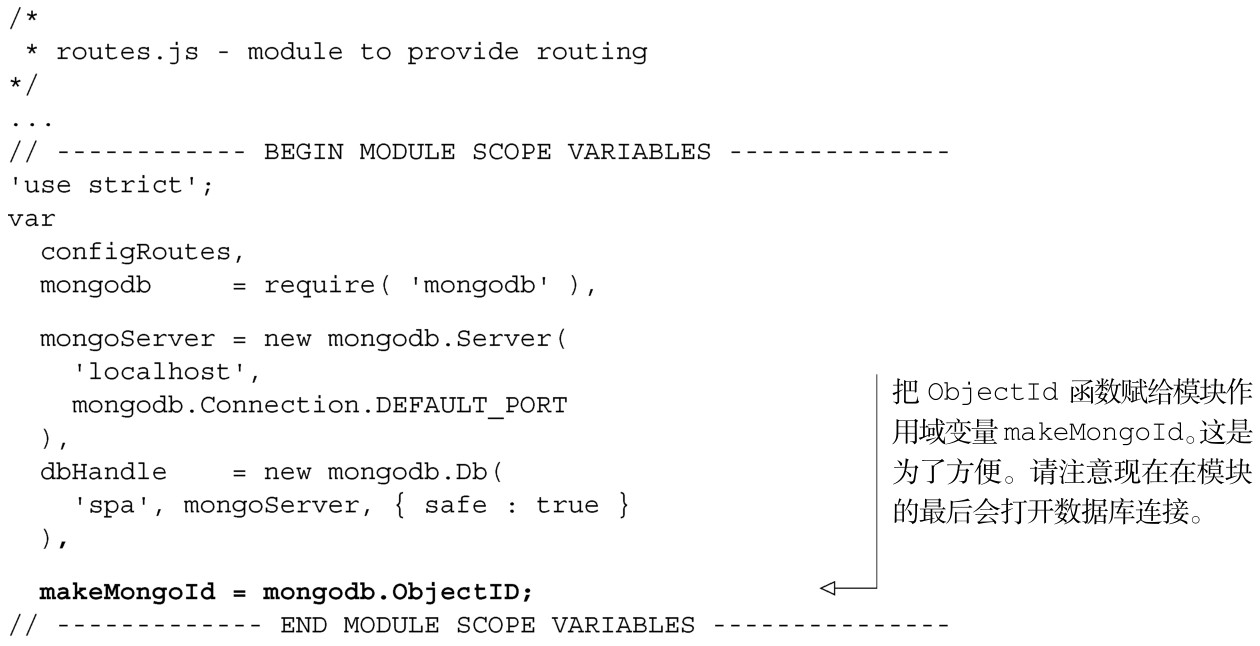 /*
 * routes.js - module to provide routing
*/
...
// ------------ BEGIN MODULE SCOPE VARIABLES --------------
'use strict';
var
  configRoutes,
  mongodb     = require( 'mongodb' ),
  mongoServer = new mongodb.Server(
    'localhost',
    mongodb.Connection.DEFAULT_PORT
  ),
  dbHandle    = new mongodb.Db(
    'spa', mongoServer, { safe : true }
  ),
  makeMongoId = mongodb.ObjectID;
// ------------- END MODULE SCOPE VARIABLES ---------------
把 ObjectId 函数赋给模块作
用域变量 makeMongoId。这是
为了方便。请注意现在在模块
的最后会打开数据库连接。